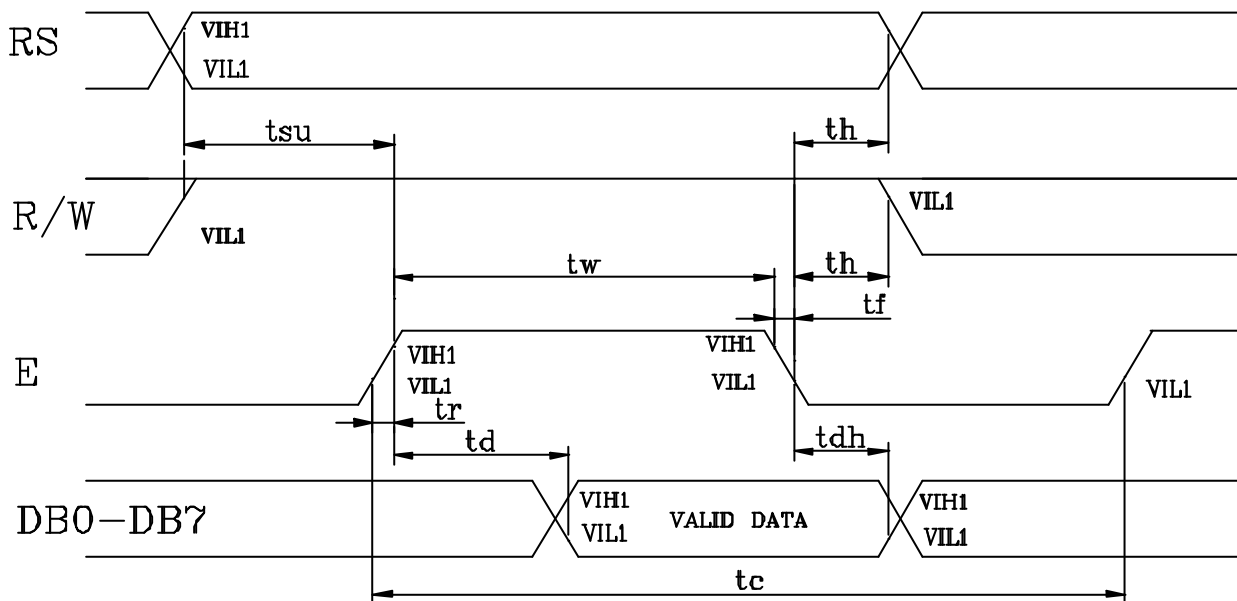 RS
VIH1
VIL1
tsu
th
R/W
VIL1
VIL1
tw
th
tf
E
VIH1
VIL1
VIH1
VIL1
VIL1
tr
td
tdh
DB0-DB7
VIH1
VIL1
VALID DATA
VIH1
VIL1
tc